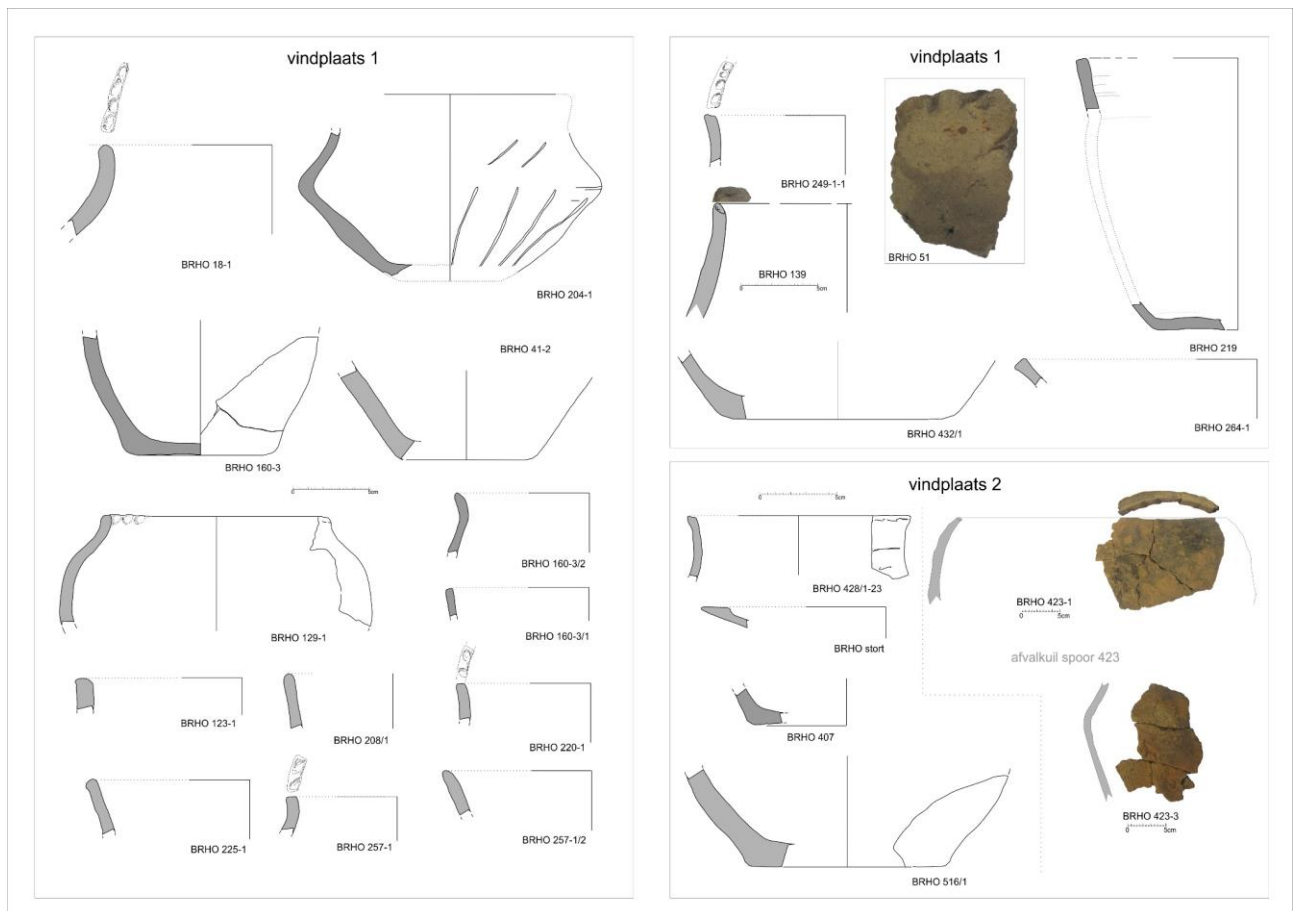 vindplaats 1
BRHO 18-1
BRHO 204-1
BRHO 41-2
BRHO 160-3
0 5cm
BRHO 160-3/2
BRHO 129-1
BRHO 160-3/1
BRHO 123-1
BRHO 208/1
BRHO 220-1
BRHO 225-1
BRHO 257-1
BRHO 257-1/2
vindplaats 1
BRHO 249-1-1
BRHO 51
BRHO 139
0 5cm
BRHO 219
BRHO 432/1
BRHO 264-1
vindplaats 2
0 5cm
BRHO 428/1-23
BRHO 423-1
0 5cm
BRHO stort
afvalkuil spoor 423
BRHO 407
BRHO 423-3
0 5cm
BRHO 516/1